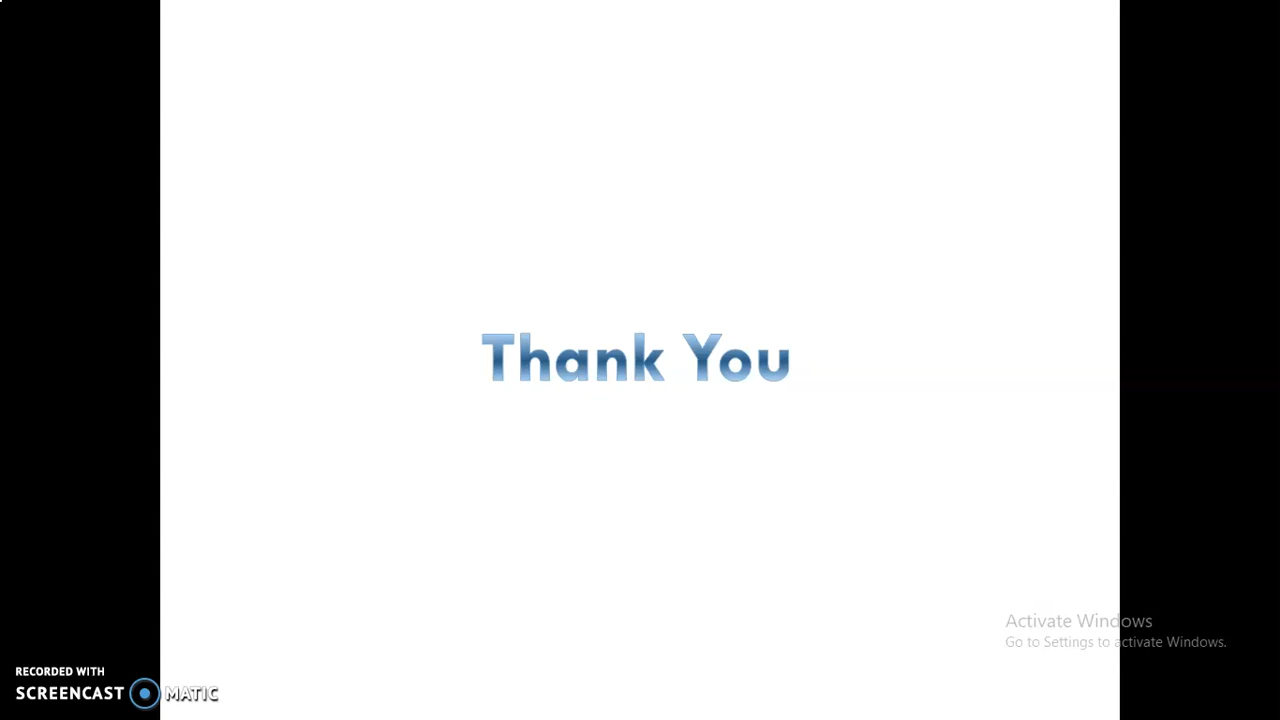 Thank You
Activate Windows
Go to Settings to activate Windows.
RECORDED WITH
SCREENCAST MATIC